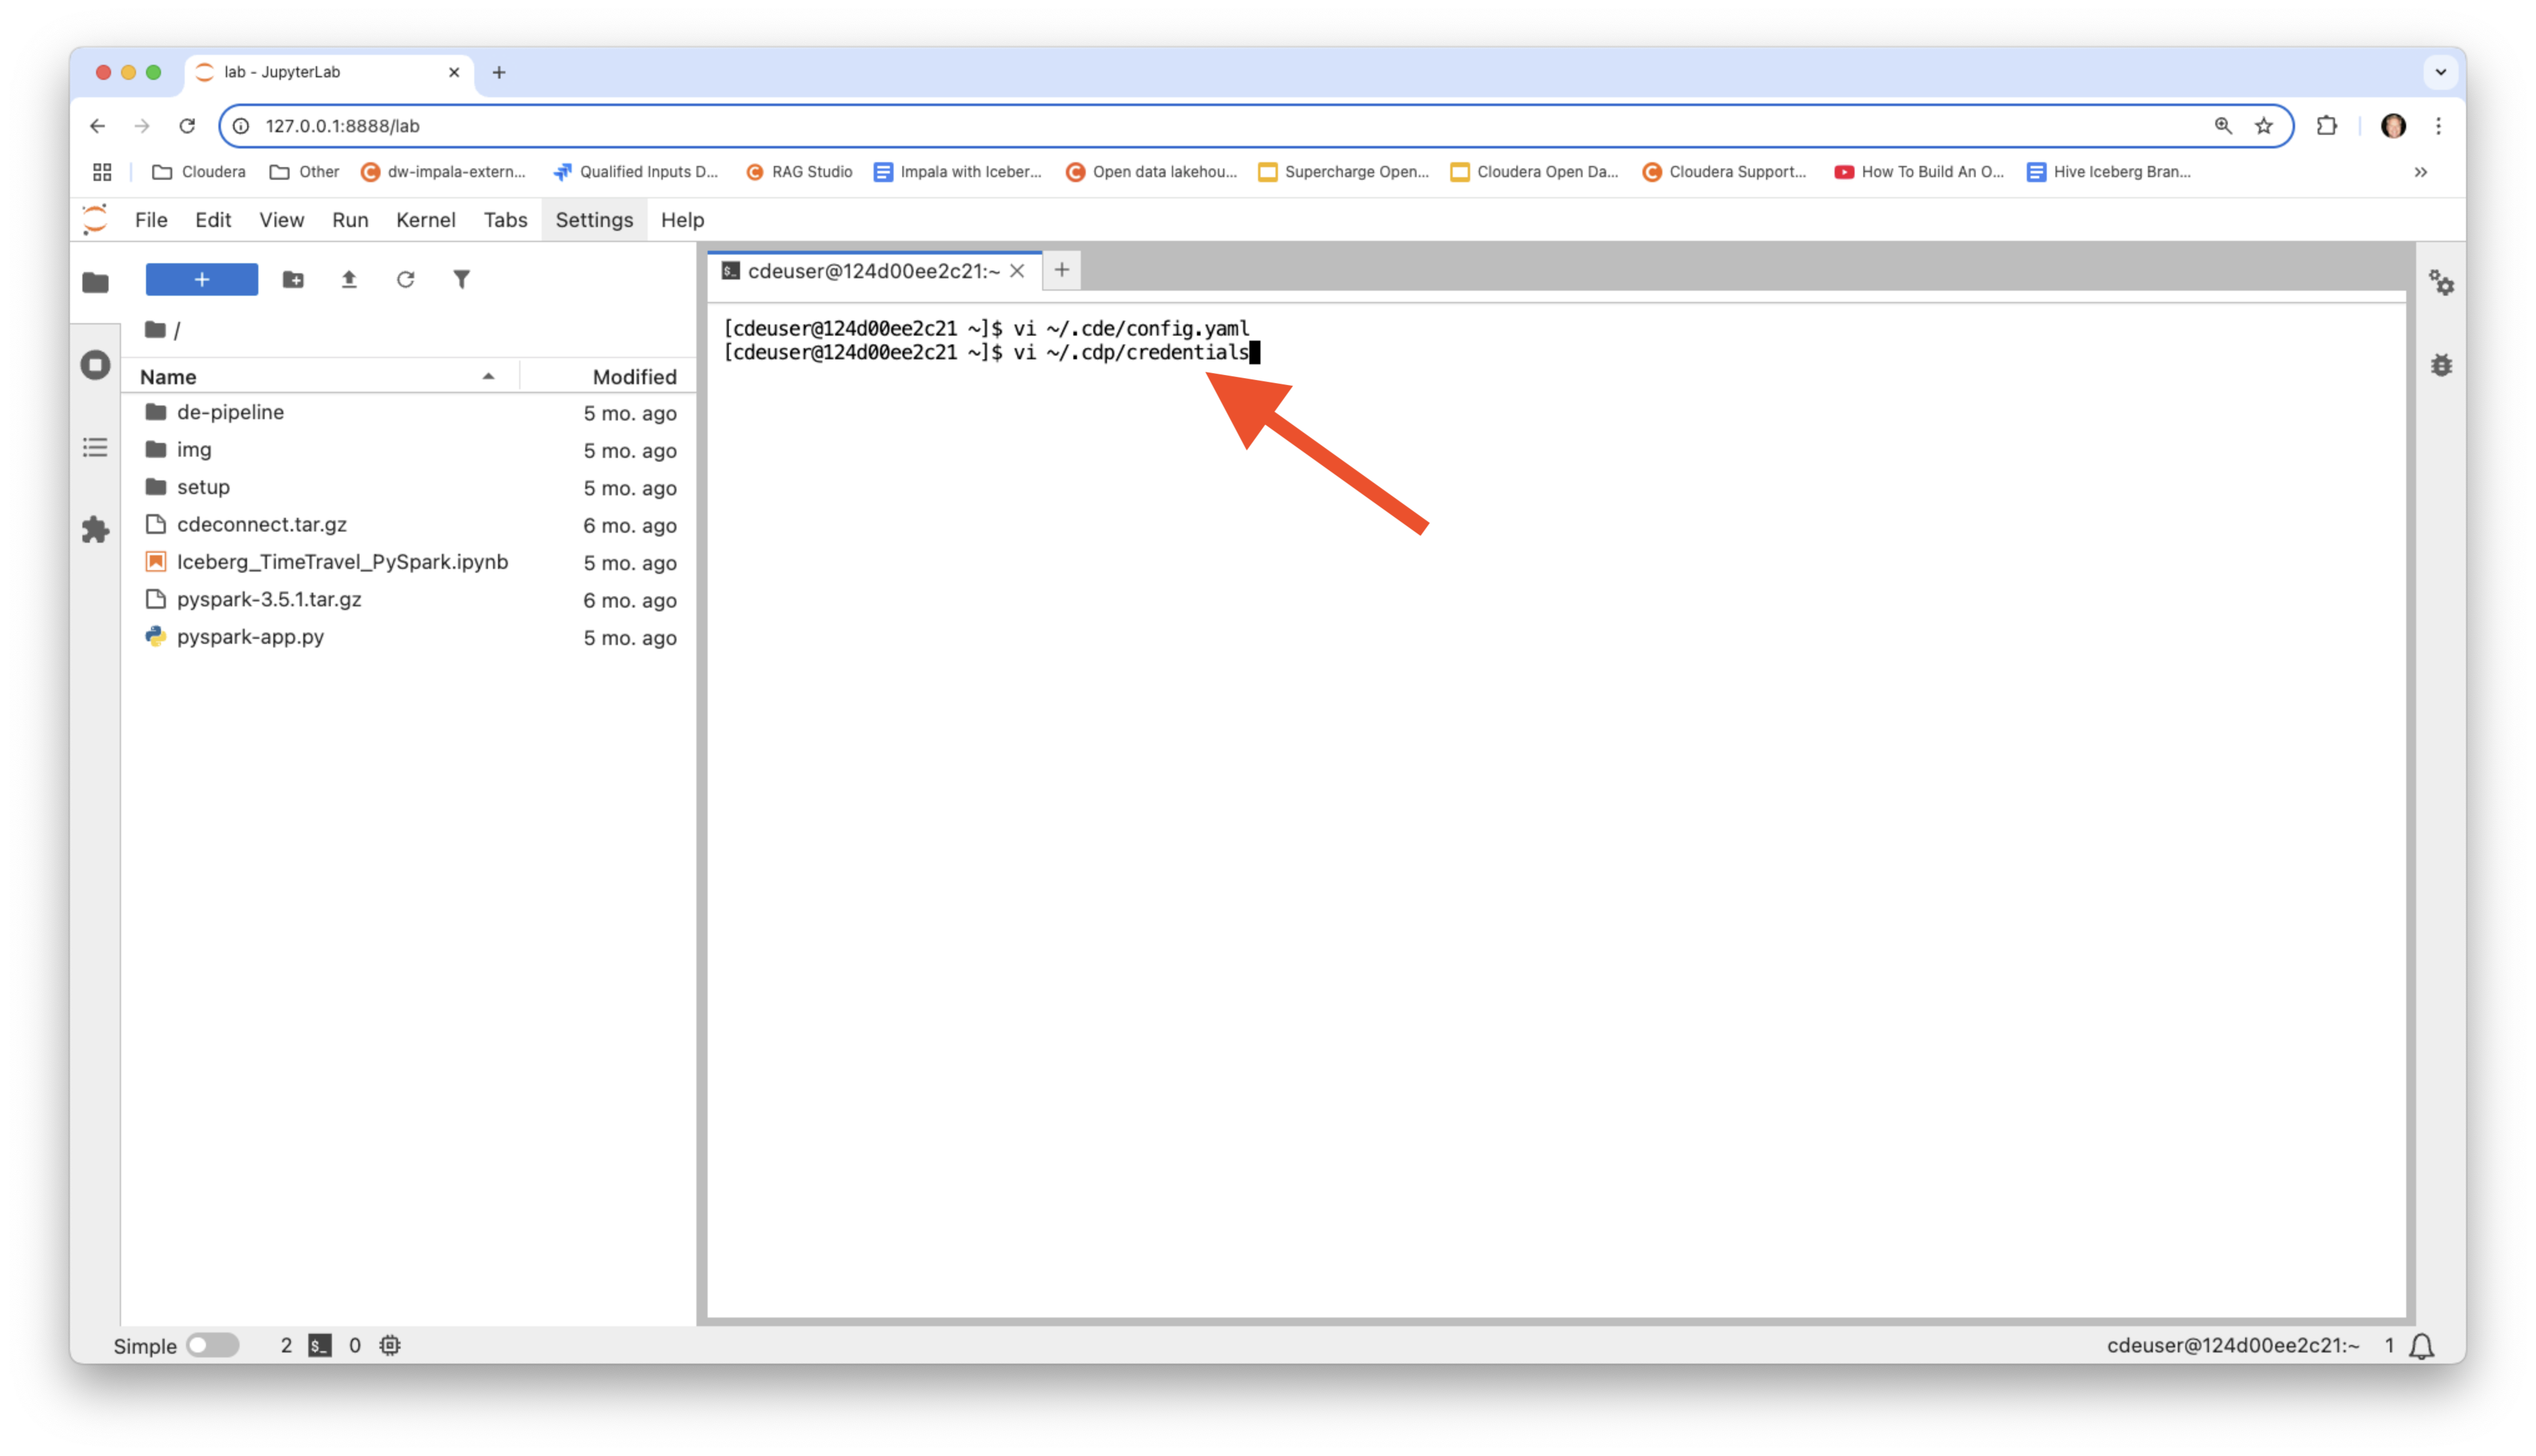 lab - JupyterLab
127.0.0.1:8888/lab
Cloudera Other dw-impala-extern... Qualified Inputs D... RAG Studio Impala with Iceber... Open data lakehou... Supercharge Open... Cloudera Open Da... Cloudera Support... How To Build An O... Hive Iceberg Bran...
File Edit View Run Kernel Tabs Settings Help
cdeuser@124d00ee2c21:~
/
Name Modified
de-pipeline 5 mo. ago
img 5 mo. ago
setup 5 mo. ago
cdeconnect.tar.gz 6 mo. ago
Iceberg_TimeTravel_PySpark.ipynb 5 mo. ago
pyspark-3.5.1.tar.gz 6 mo. ago
pyspark-app.py 5 mo. ago
[cdeuser@124d00ee2c21 ~]$ vi ~/.cde/config.yaml
[cdeuser@124d00ee2c21 ~]$ vi ~/.cdp/credentials
Simple 2 $_ 0 cdeuser@124d00ee2c21:~ 1